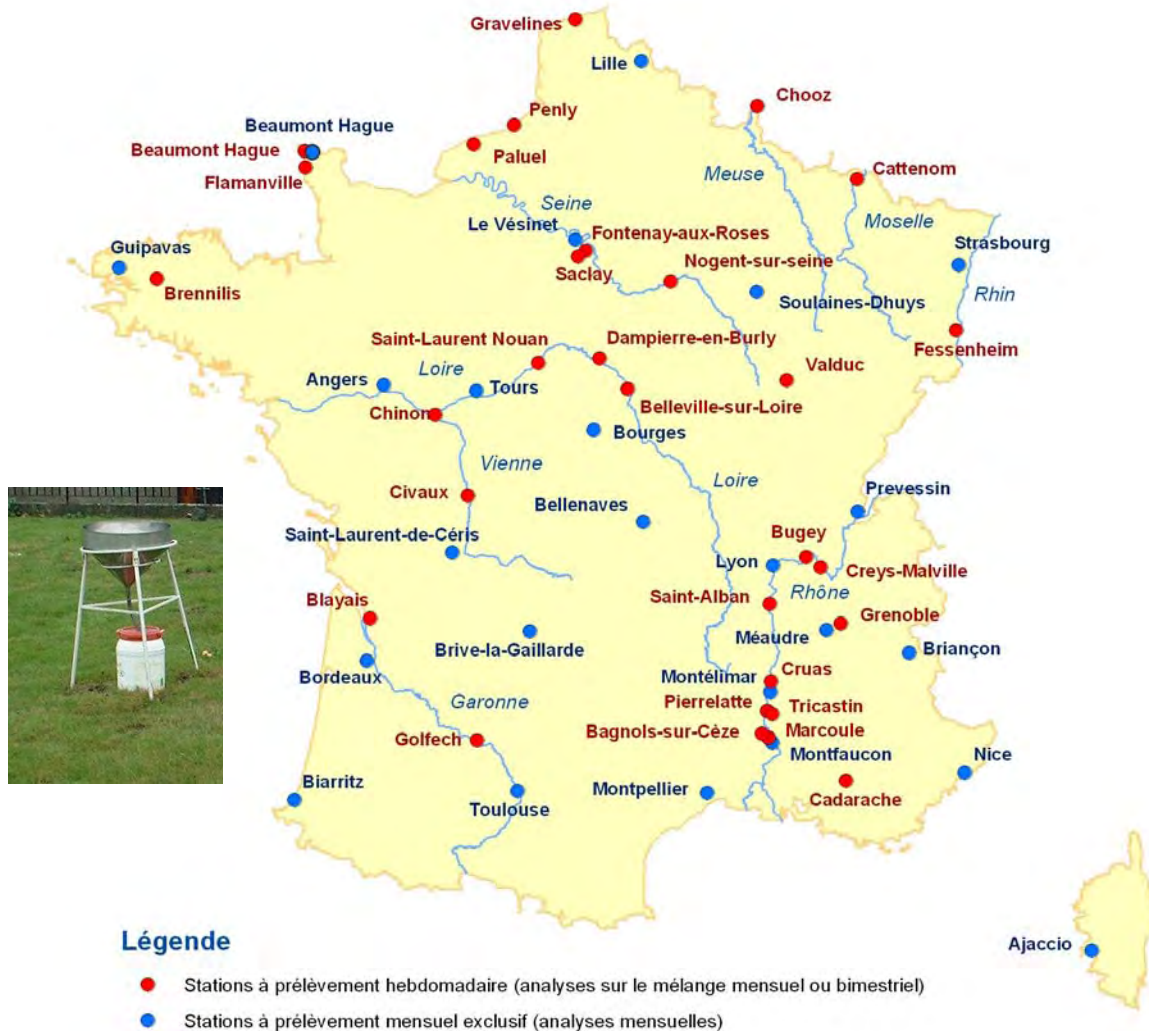 Gravelines
Lille
Chooz
Penly
Beaumont Hague
Beaumont Hague
Paluel
Flamanville
Cattenom
Meuse
Seine
Moselle
Le Vésinet
Fontenay-aux-Roses
Strasbourg
Guipavas
Saclay
Nogent-sur-seine
Brennilis
Soulaines-Dhuys
Rhin
Saint-Laurent Nouan
Dampierre-en-Burly
Fessenheim
Valduc
Angers
Loire
Tours
Chinon
Belleville-sur-Loire
Bourges
Vienne
Loire
Civaux
Prevessin
Bellenaves
Saint-Laurent-de-Céris
Bugey
Lyon
Creys-Malville
Rhône
Blayais
Saint-Alban
Grenoble
Méaudre
Brive-la-Gaillarde
Briançon
Bordeaux
Montélimar
Cruas
Garonne
Pierrelatte
Tricastin
Golfech
Bagnols-sur-Cèze
Marcoule
Montfaucon
Nice
Biarritz
Toulouse
Montpellier
Cadarache
Légende
Ajaccio
Stations à prélèvement hebdomadaire (analyses sur le mélange mensuel ou bimestriel)
Stations à prélèvement mensuel exclusif (analyses mensuelles)